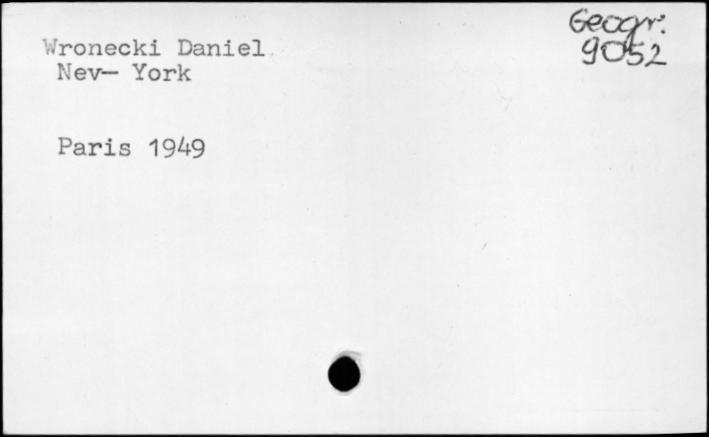 Geogr.
9052
Wronecki Daniel
Nev- York
Paris 1949